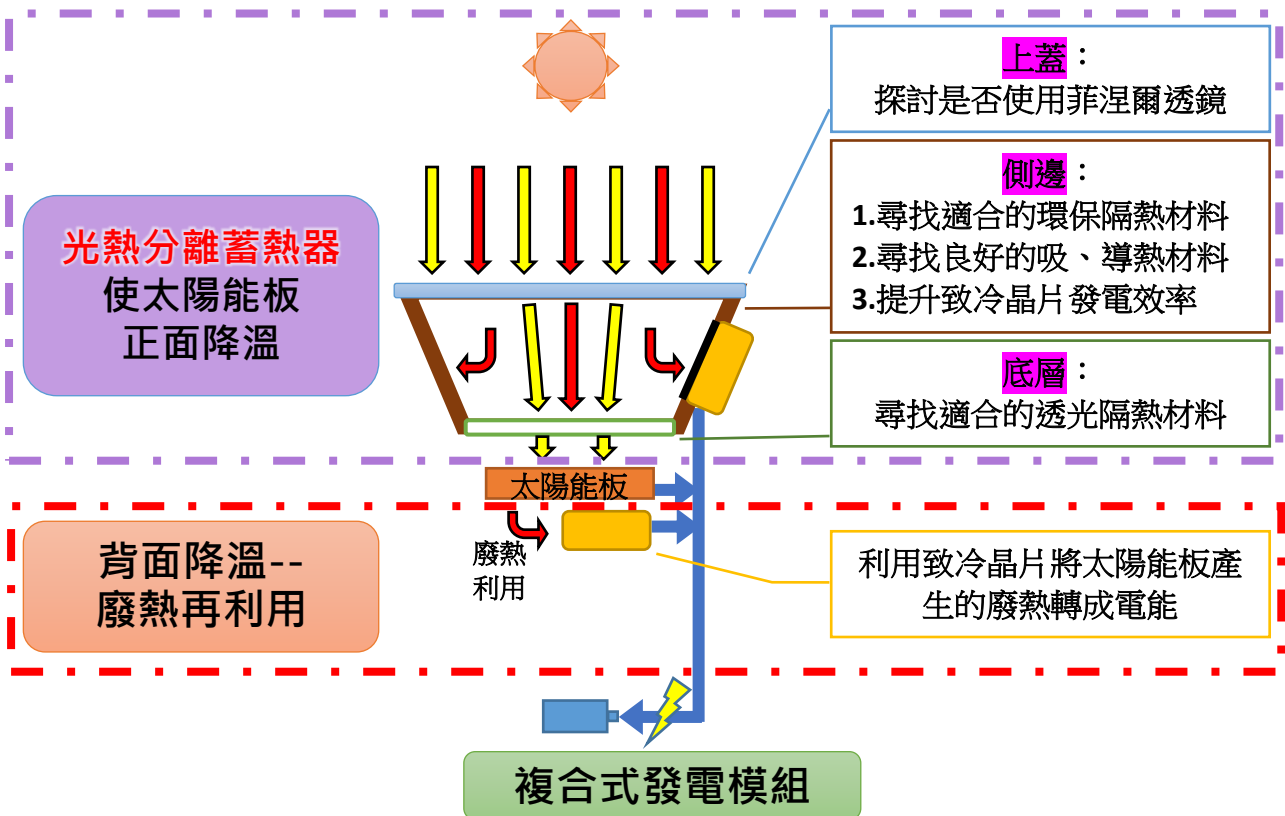 上蓋：
探討是否使用菲涅爾透鏡
側邊：
1.尋找適合的環保隔熱材料
2.尋找良好的吸、導熱材料
3.提升致冷晶片發電效率
光熱分離蓄熱器
使太陽能板
正面降溫
底層：
尋找適合的透光隔熱材料
太陽能板
背面降溫--
廢熱再利用
廢熱
利用
利用致冷晶片將太陽能板產
生的廢熱轉成電能
複合式發電模組